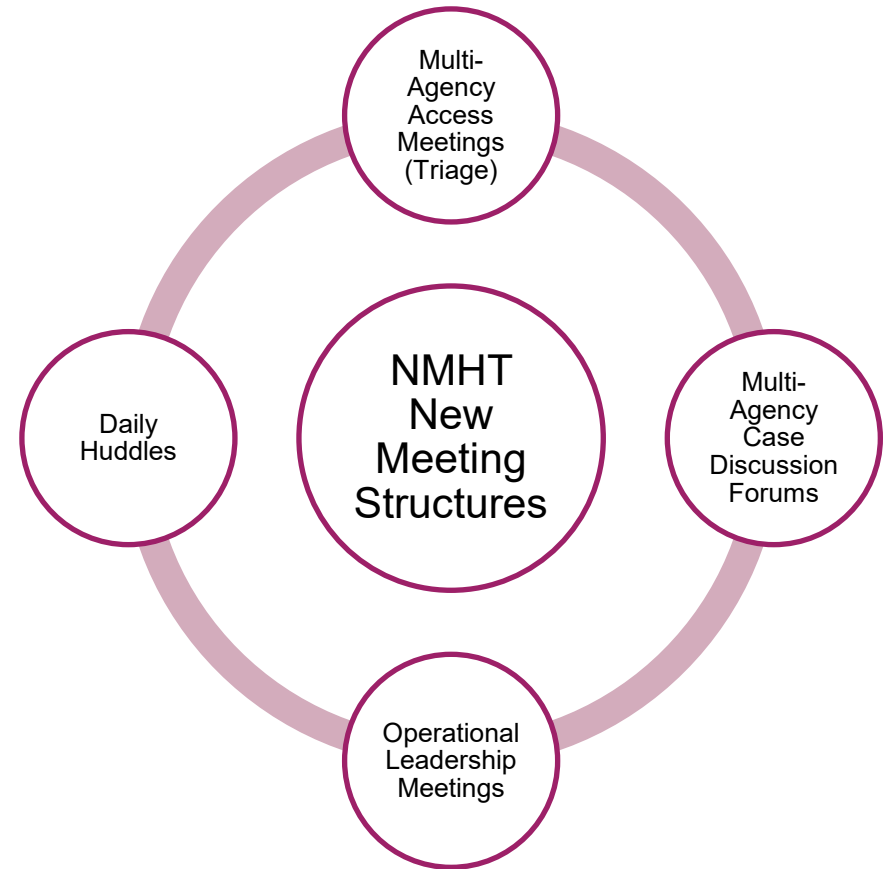 Multi-
Agency
Access
Meetings
(Triage)
NMHT
New
Meeting
Structures
Daily
Huddles
Multi-
Agency
Case
Discussion
Forums
Operational
Leadership
Meetings